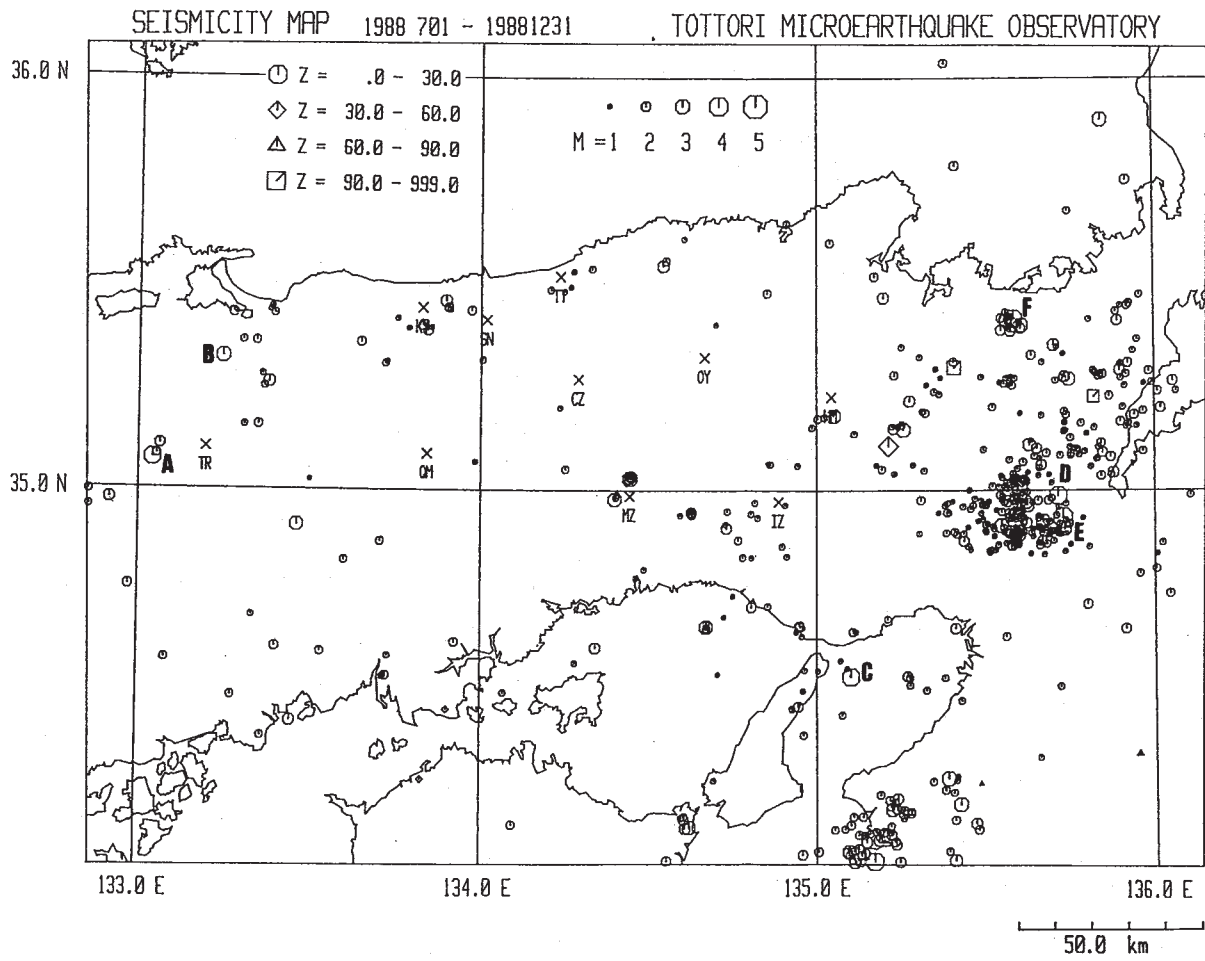 SEISMICITY MAP 1988 701 - 19881231 TOTTORI MICROEARTHQUAKE OBSERVATORY
36.0 N
Z = .0 - 30.0
Z = 30.0 - 60.0
Z = 60.0 - 90.0
Z = 90.0 - 999.0
M = 1 2 3 4 5
TT
SN
F
B
OY
CZ
TR
A
OM
D
35.0 N
MZ
IZ
E
C
133.0 E 134.0 E 135.0 E 136.0 E
50.0 km